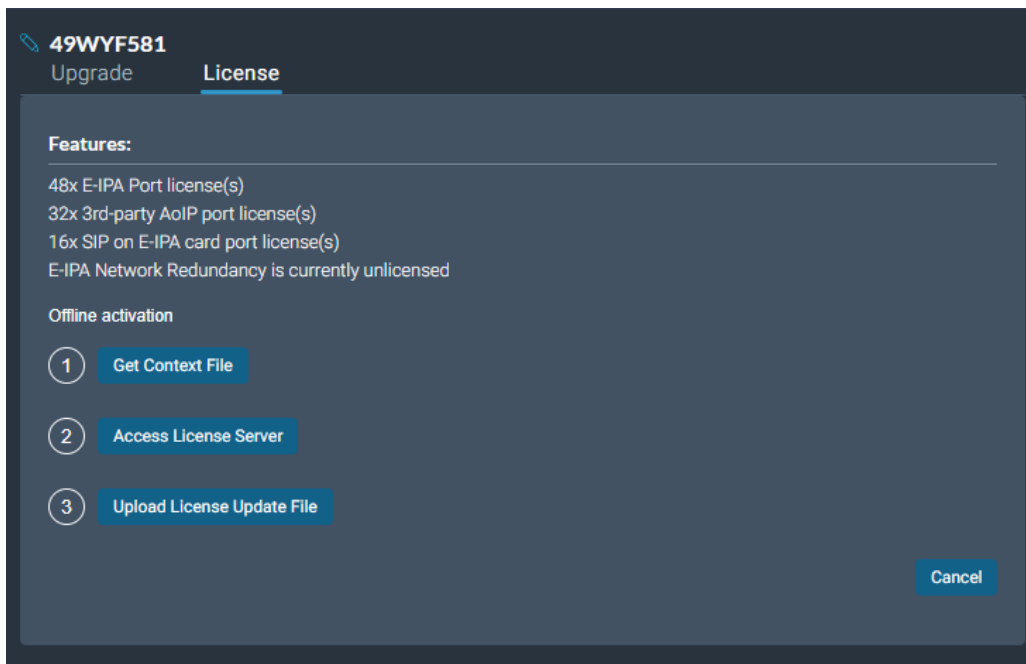 49WYF581
Upgrade License
Features:
48x E-IPA Port license(s)
32x 3rd-party AoIP port license(s)
16x SIP on E-IPA card port license(s)
E-IPA Network Redundancy is currently unlicensed
Offline activation
1 Get Context File
2 Access License Server
3 Upload License Update File
Cancel